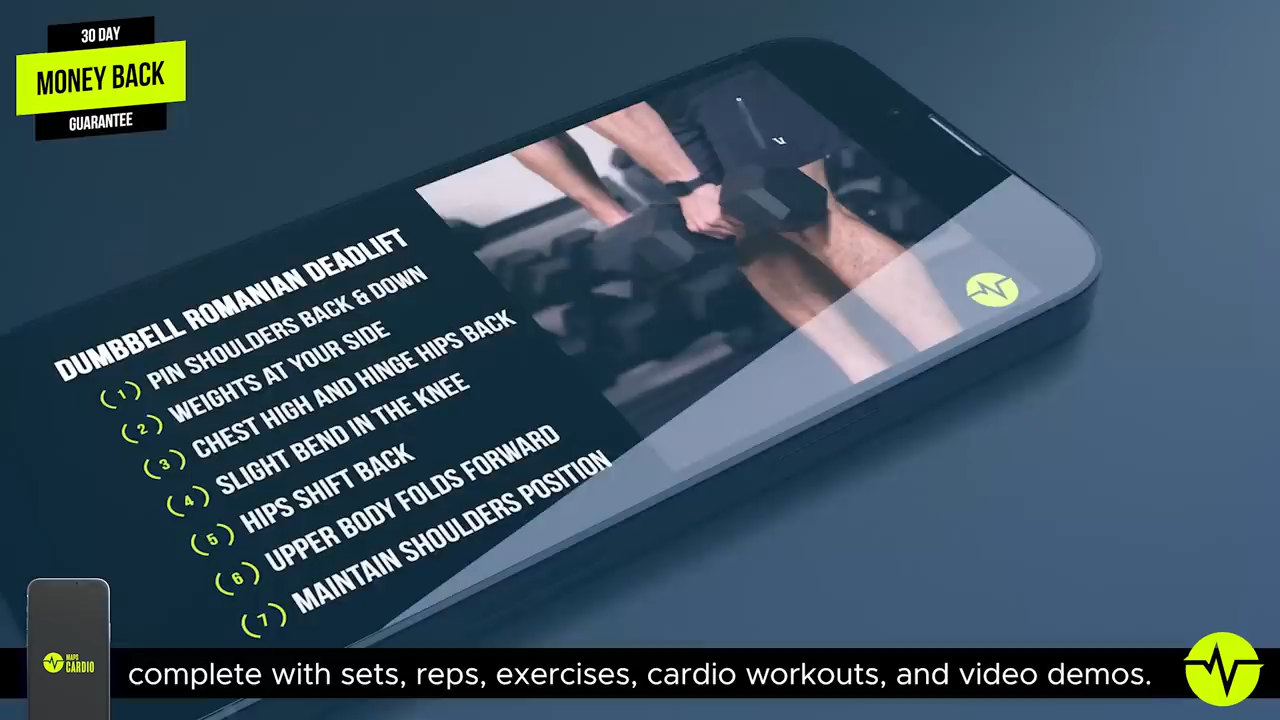 30 DAY
MONEY BACK
GUARANTEE
DUMBBELL ROMANIAN DEADLIFT
(1) PIN SHOULDERS BACK & DOWN
(2) WEIGHTS AT YOUR SIDE
(3) CHEST HIGH AND HINGE HIPS BACK
(4) SLIGHT BEND IN THE KNEE
(5) HIPS SHIFT BACK
(6) UPPER BODY FOLDS FORWARD
(7) MAINTAIN SHOULDERS POSITION
MAPS
CARDIO
complete with sets, reps, exercises, cardio workouts, and video demos.